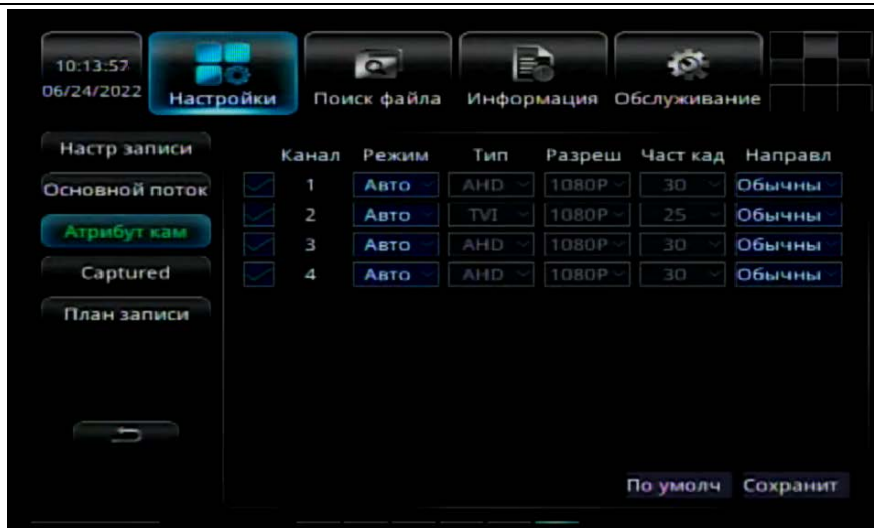 10:13:57
06/24/2022
Настройки Поиск файла Информация Обслуживание
Настр записи
Основной поток
Атрибут кам
Captured
План записи
Канал Режим Тип Разреш Част кад Направл
1 Авто AHD 1080P 30 Обычны
2 Авто TVI 1080P 25 Обычны
3 Авто AHD 1080P 30 Обычны
4 Авто AHD 1080P 30 Обычны
По умолч Сохранит